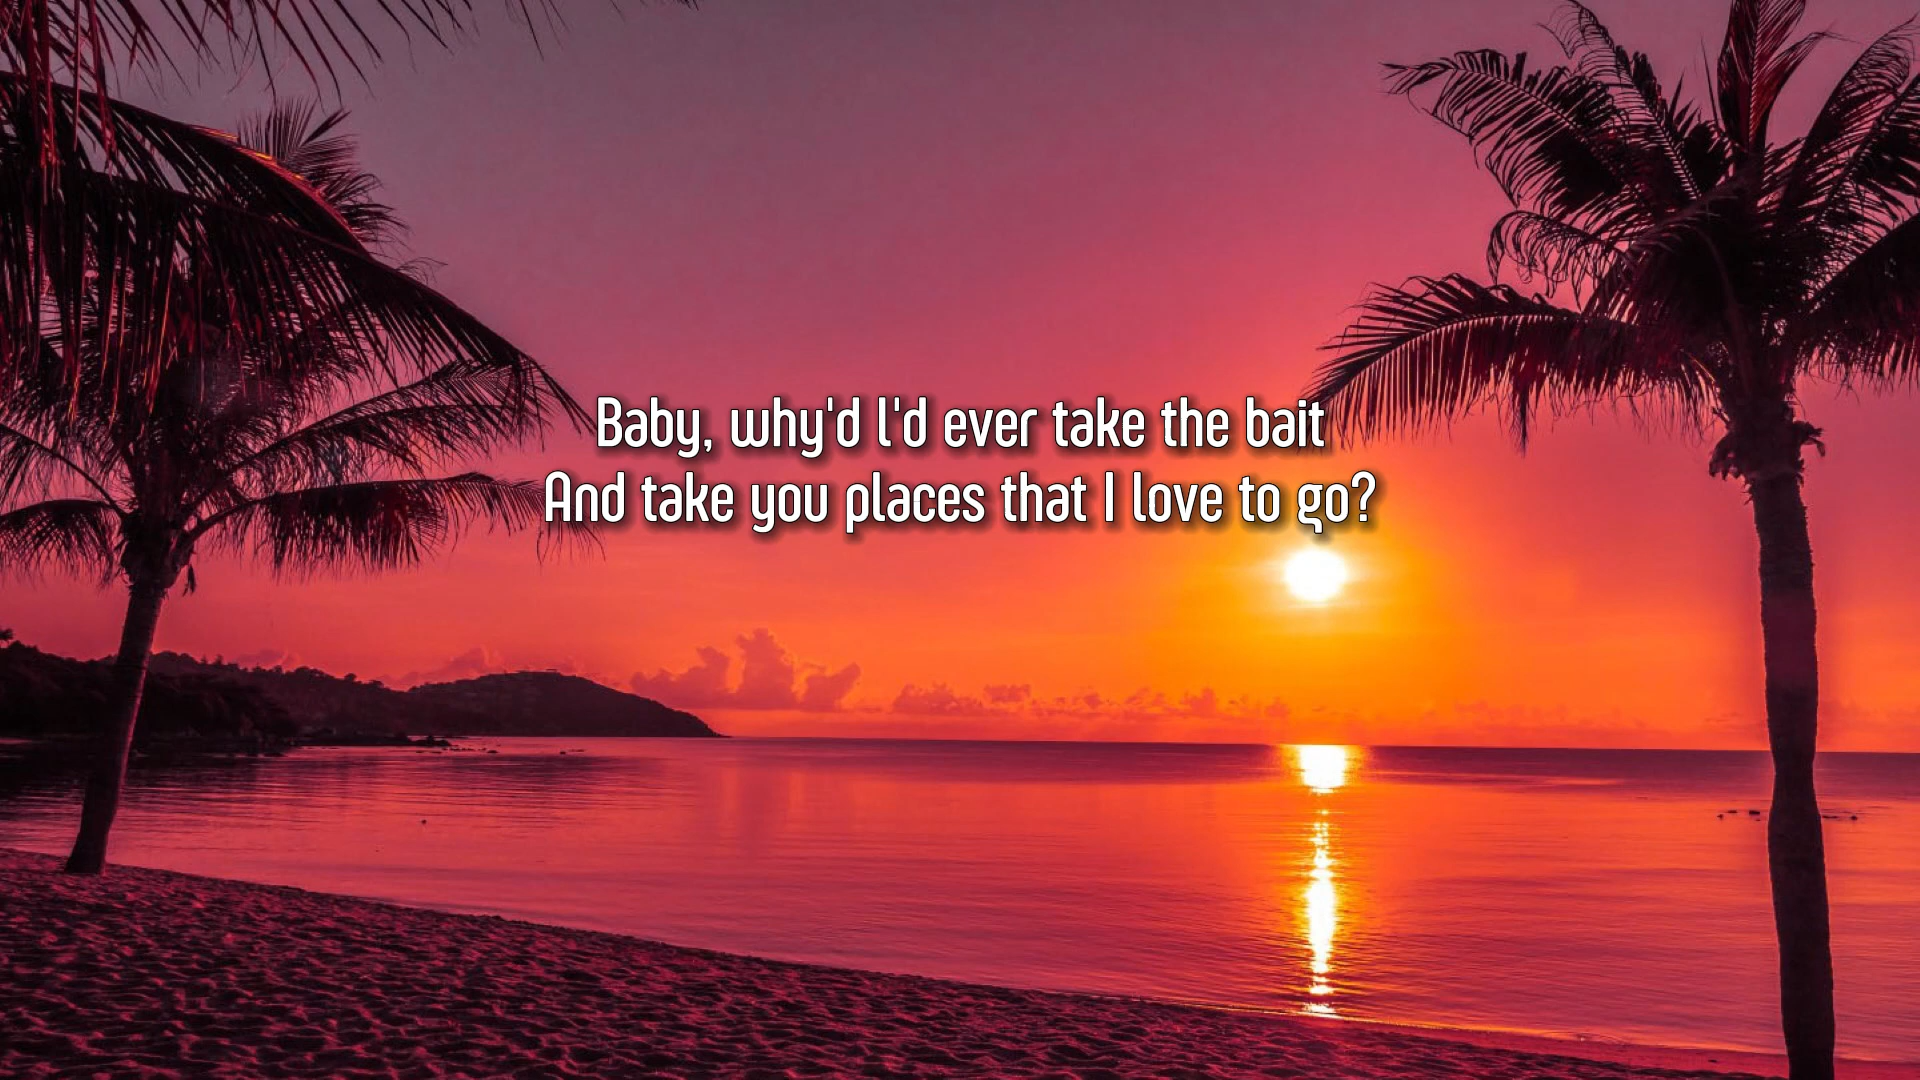 Baby, why'd l'd ever take the bait
And take you places that I love to go?